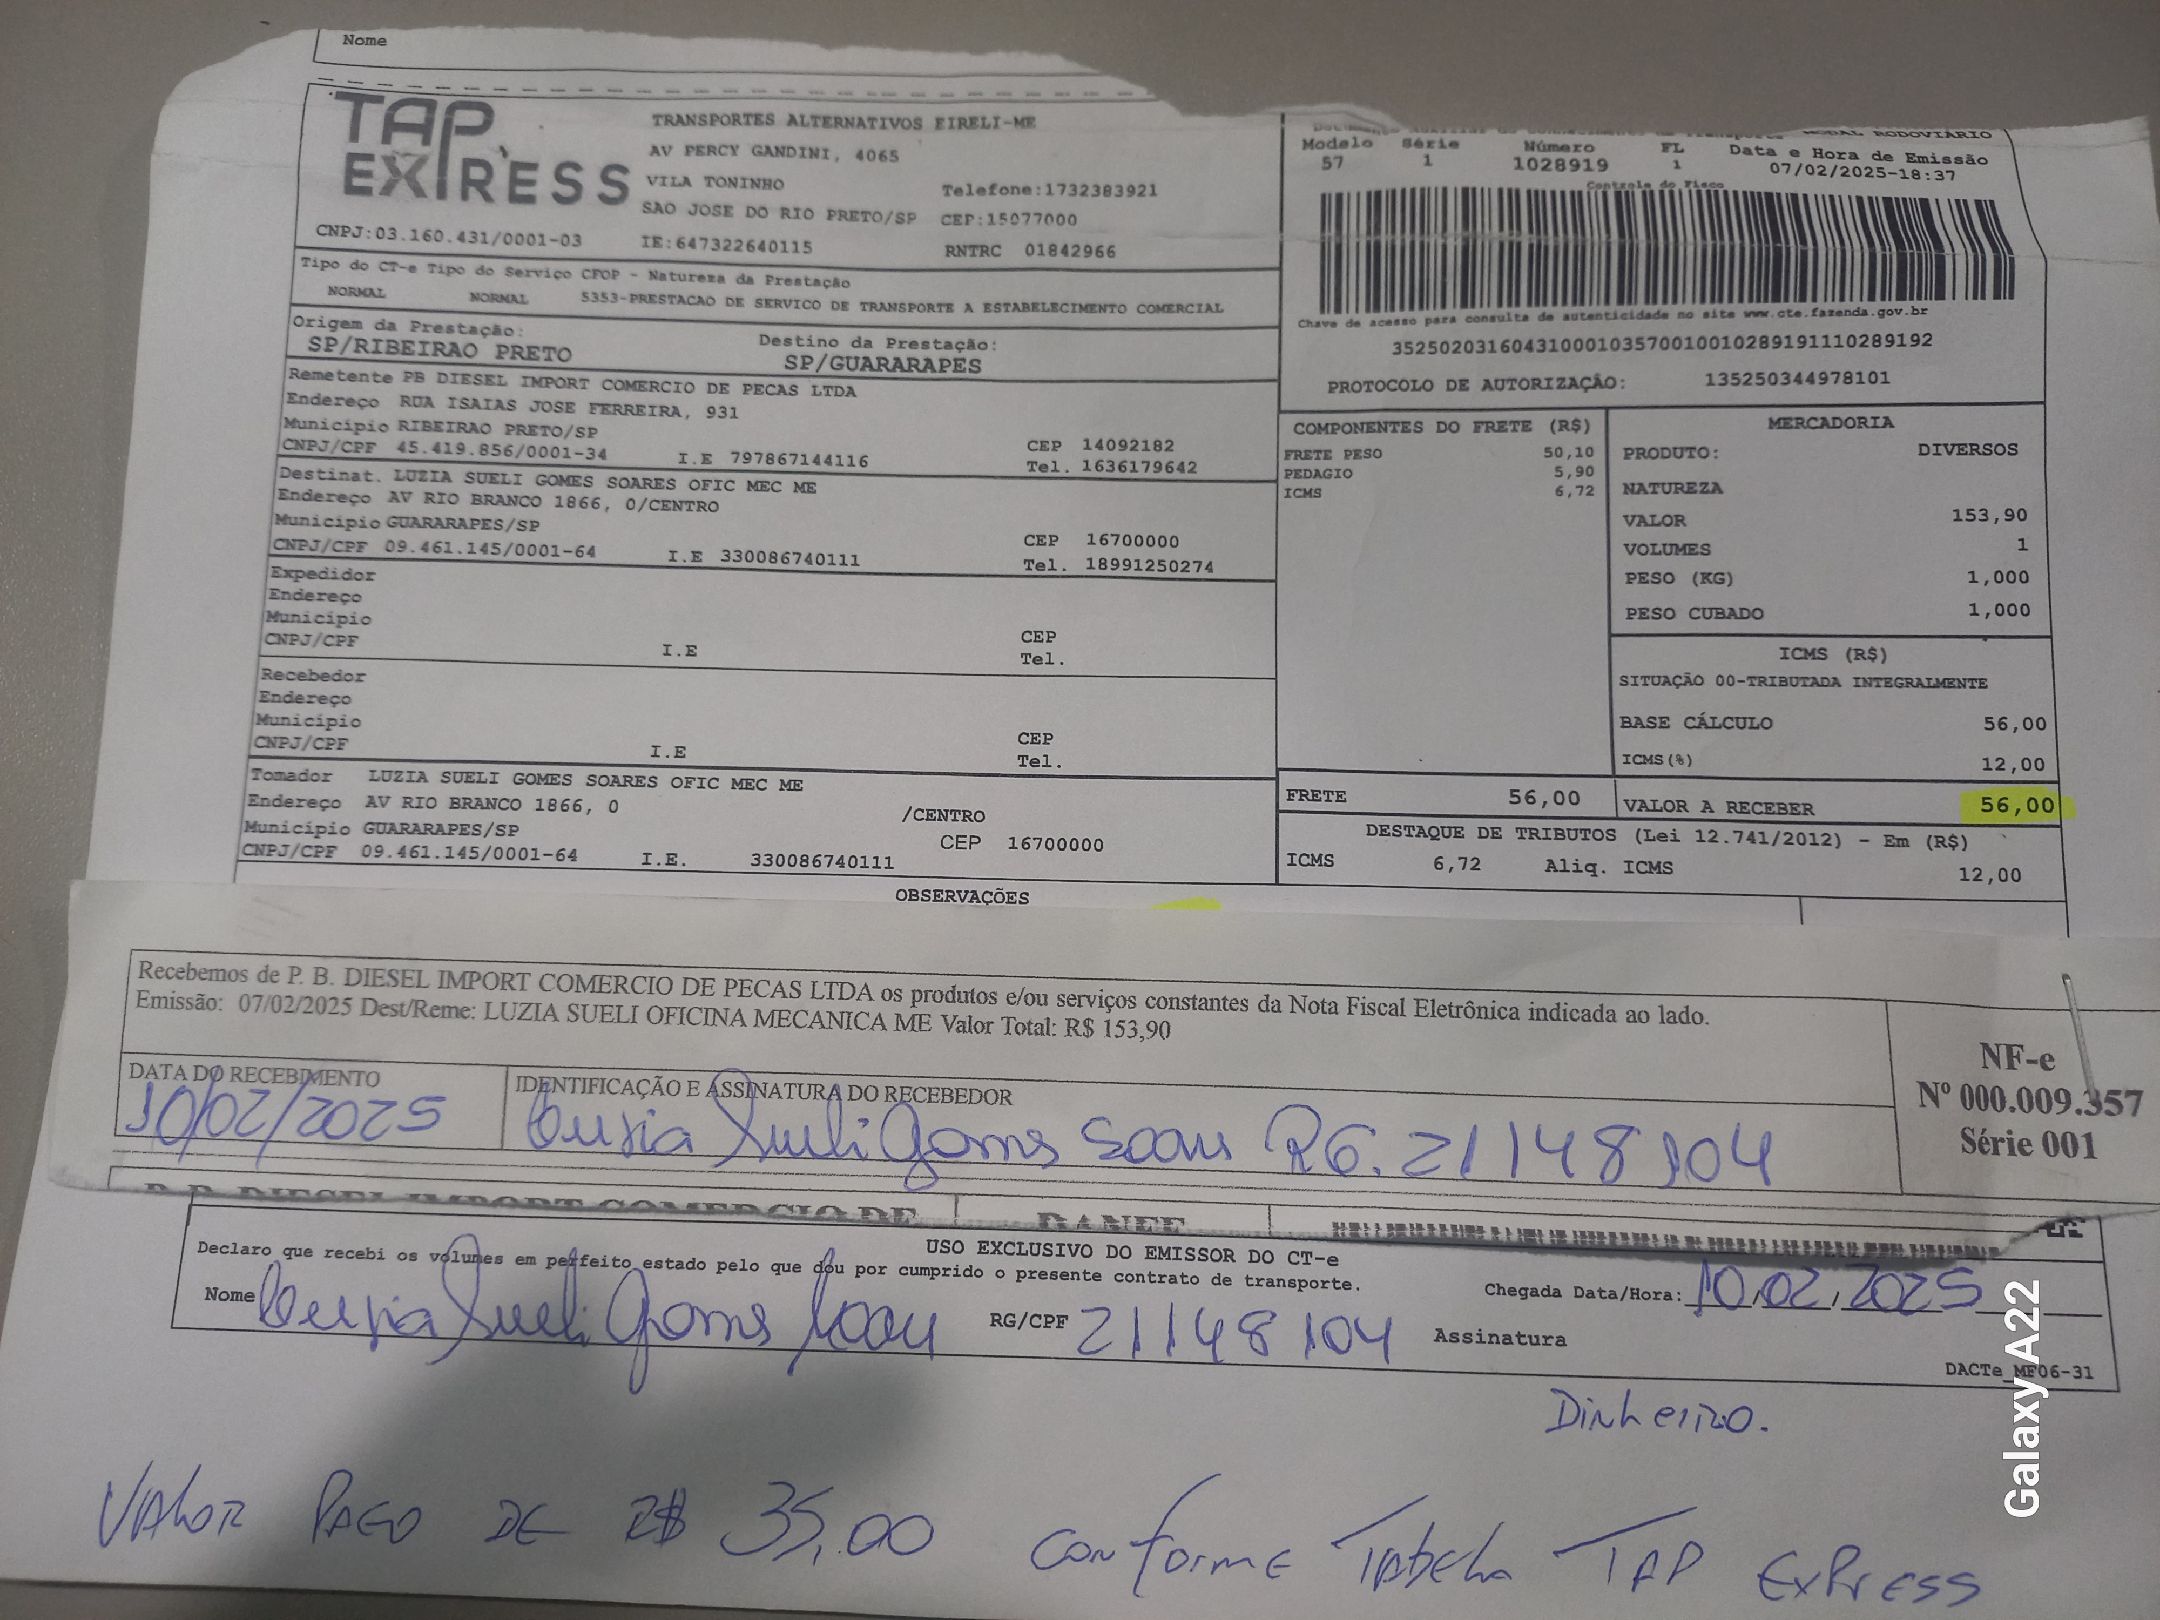 Nome
TAP EXPRESS
TRANSPORTES ALTERNATIVOS EIRELI-ME
AV PERCY GANDINI, 4065
VILA TONINHO Telefone:1732383921
SAO JOSE DO RIO PRETO/SP CEP:15077000
CNPJ:03.160.431/0001-03 IE:647322640115 RNTRC 01842966
MODAL RODOVIÁRIO
Modelo Série Número FL Data e Hora de Emissão
57 1 1028919 1 07/02/2025-18:37
Controle do Fisco
Chave de acesso para consulta de autenticidade no site www.cte.fazenda.gov.br
35250203160431000103570010010289191110289192
PROTOCOLO DE AUTORIZAÇÃO: 135250344978101
Tipo do CT-e Tipo do Serviço CFOP - Natureza da Prestação
NORMAL NORMAL 5353-PRESTACAO DE SERVICO DE TRANSPORTE A ESTABELECIMENTO COMERCIAL
Origem da Prestação: Destino da Prestação:
SP/RIBEIRAO PRETO SP/GUARARAPES
Remetente PB DIESEL IMPORT COMERCIO DE PECAS LTDA
Endereço RUA ISAIAS JOSE FERREIRA, 931
Município RIBEIRAO PRETO/SP CEP 14092182
CNPJ/CPF 45.419.856/0001-34 I.E 797867144116 Tel. 1636179642
Destinat. LUZIA SUELI GOMES SOARES OFIC MEC ME
Endereço AV RIO BRANCO 1866, 0/CENTRO
Município GUARARAPES/SP CEP 16700000
CNPJ/CPF 09.461.145/0001-64 I.E 330086740111 Tel. 18991250274
Expedidor
Endereço
Município CEP
CNPJ/CPF I.E Tel.
Recebedor
Endereço
Município CEP
CNPJ/CPF I.E Tel.
Tomador LUZIA SUELI GOMES SOARES OFIC MEC ME
Endereço AV RIO BRANCO 1866, 0 /CENTRO
Município GUARARAPES/SP CEP 16700000
CNPJ/CPF 09.461.145/0001-64 I.E. 330086740111
COMPONENTES DO FRETE (R$)
FRETE PESO 50,10
PEDAGIO 5,90
ICMS 6,72
MERCADORIA
PRODUTO: DIVERSOS
NATUREZA
VALOR 153,90
VOLUMES 1
PESO (KG) 1,000
PESO CUBADO 1,000
ICMS (R$)
SITUAÇÃO 00-TRIBUTADA INTEGRALMENTE
BASE CÁLCULO 56,00
ICMS(%) 12,00
FRETE 56,00 VALOR A RECEBER 56,00
DESTAQUE DE TRIBUTOS (Lei 12.741/2012) - Em (R$)
ICMS 6,72 Aliq. ICMS 12,00
OBSERVAÇÕES
Recebemos de P. B. DIESEL IMPORT COMERCIO DE PECAS LTDA os produtos e/ou serviços constantes da Nota Fiscal Eletrônica indicada ao lado.
Emissão: 07/02/2025 Dest/Reme: LUZIA SUELI OFICINA MECANICA ME Valor Total: R$ 153,90
DATA DO RECEBIMENTO IDENTIFICAÇÃO E ASSINATURA DO RECEBEDOR
10/02/2025 Luzia Sueli Gomes Soares RG. 21148104
NF-e
Nº 000.009.357
Série 001
P. B. DIESEL IMPORT COMERCIO DE DANFE
USO EXCLUSIVO DO EMISSOR DO CT-e
Declaro que recebi os volumes em perfeito estado pelo que dou por cumprido o presente contrato de transporte.
Nome Luzia Sueli Gomes Soares RG/CPF 21148104 Assinatura
Chegada Data/Hora: 10.02.2025
DACTe_MF06-31
Dinheiro.
VALOR PAGO DE R$ 35,00 conforme TAbela TAP ExPress
Galaxy A22